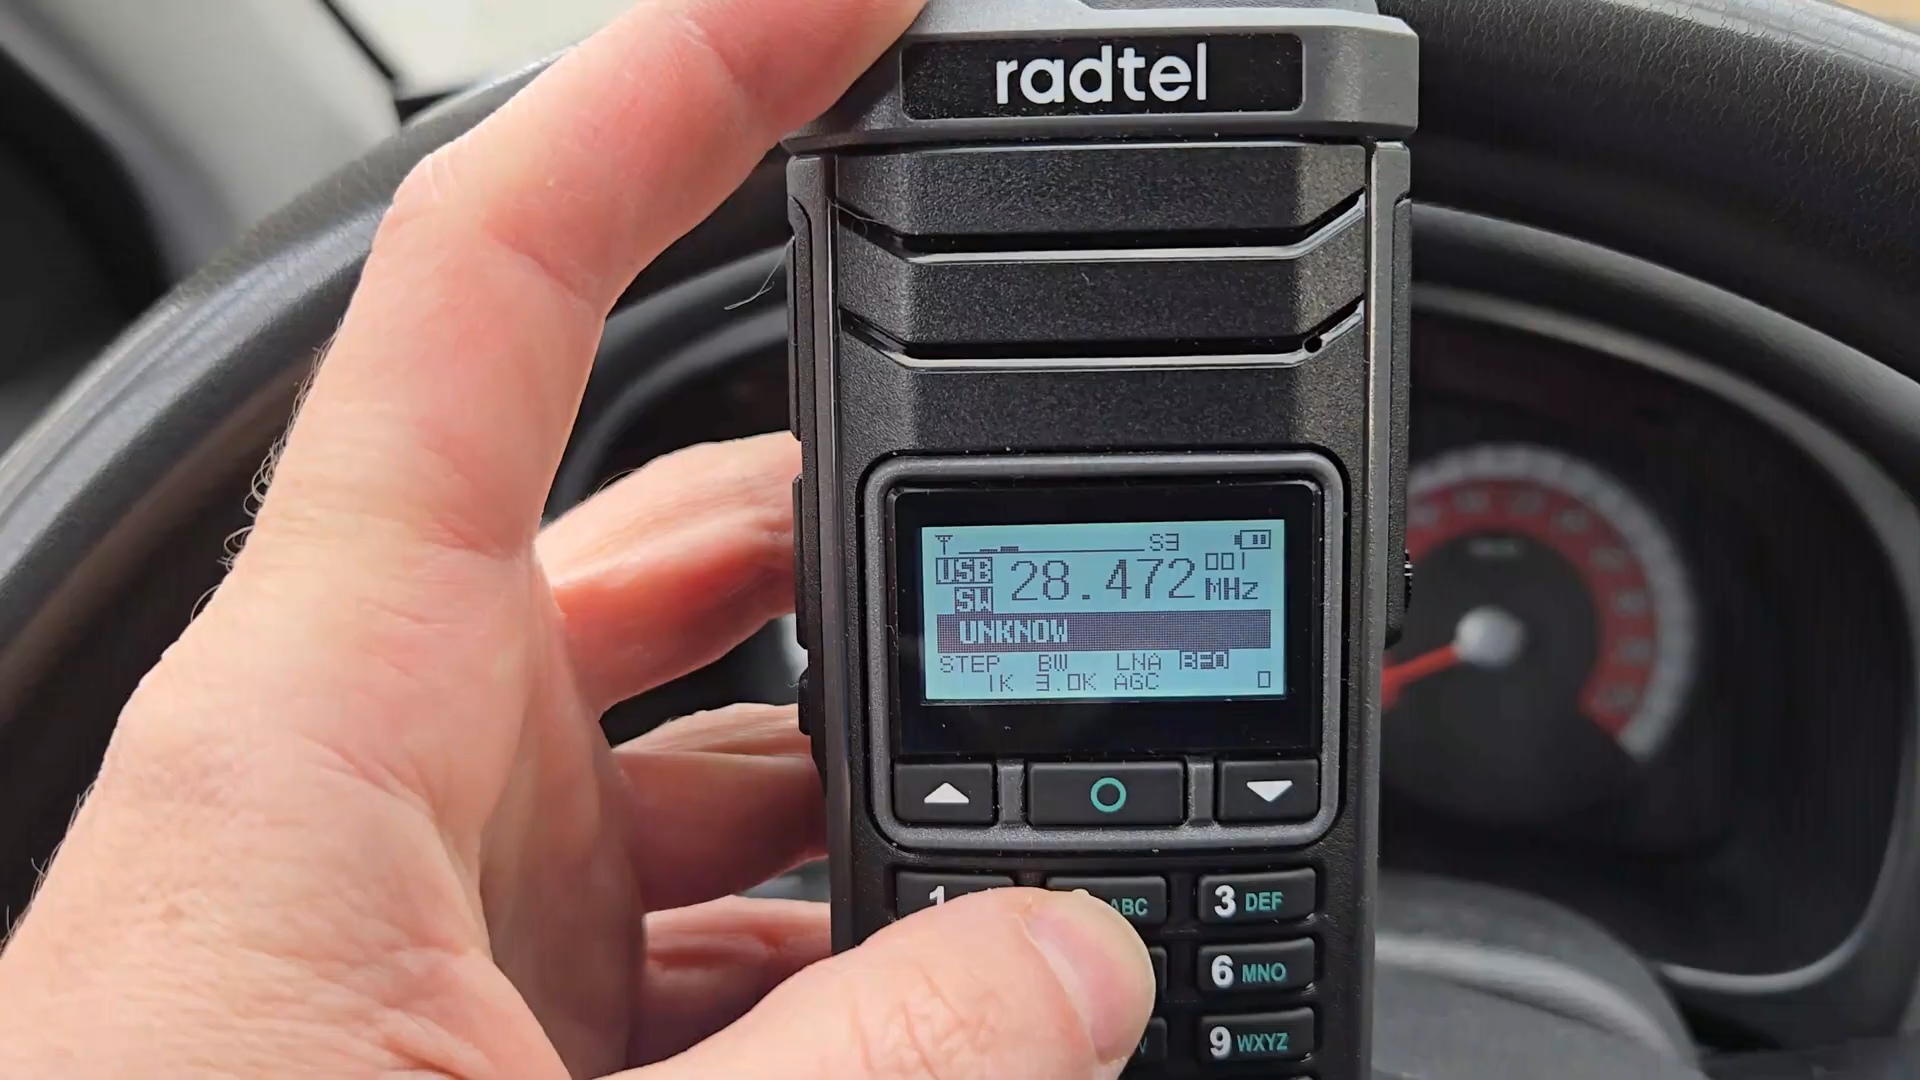 radtel
S3
USB 28.472 001
SW MHz
UNKNOW
STEP BW LNA BFO
1K 3.0K AGC 0
1 ABC 3 DEF
6 MNO
9 WXYZ